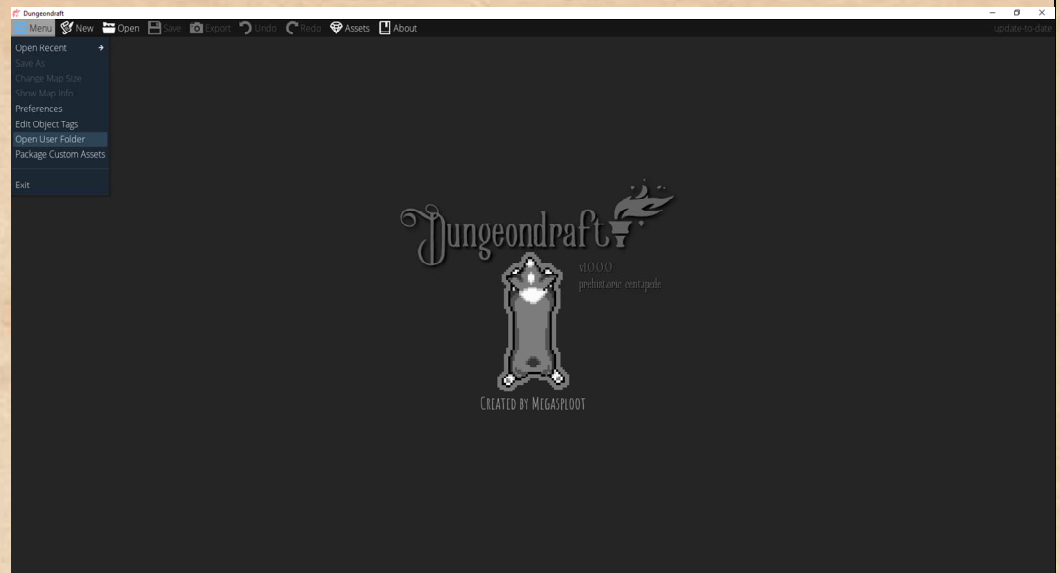 Dungeondraft
Menu New Open Save Export Undo Redo Assets About update-to-date
Open Recent
Save As
Change Map Size
Show Map Info
Preferences
Edit Object Tags
Open User Folder
Package Custom Assets
Exit
Dungeondraft
v1.0.0.0
prehistoric centapede
CREATED BY MEGASPLOOT